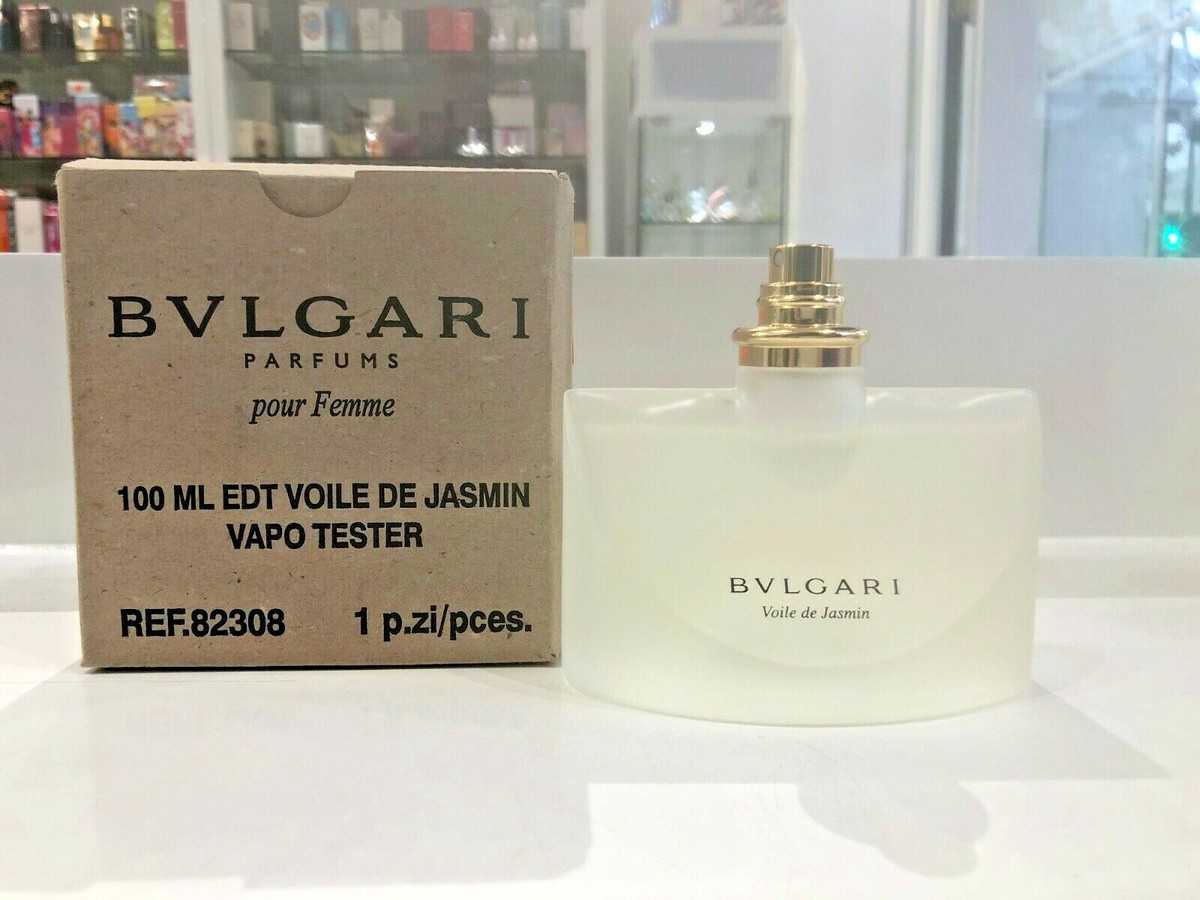 BVLGARI
PARFUMS
pour Femme
100 ML EDT VOILE DE JASMIN
VAPO TESTER
REF.82308 1 p.zi/pces.
BVLGARI
Voile de Jasmin